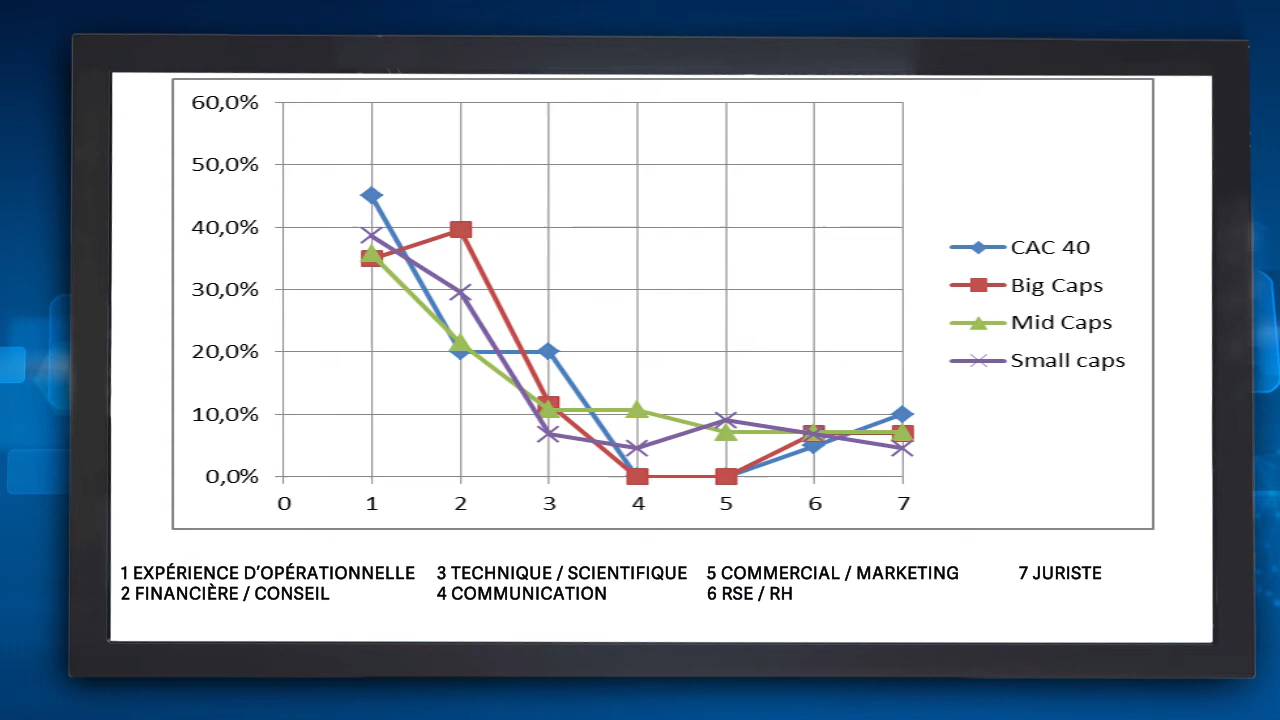 60,0%
50,0%
40,0%
30,0%
20,0%
10,0%
0,0%
0 1 2 3 4 5 6 7
CAC 40
Big Caps
Mid Caps
Small caps
1 EXPÉRIENCE D'OPÉRATIONNELLE 3 TECHNIQUE / SCIENTIFIQUE 5 COMMERCIAL / MARKETING 7 JURISTE
2 FINANCIÈRE / CONSEIL 4 COMMUNICATION 6 RSE / RH